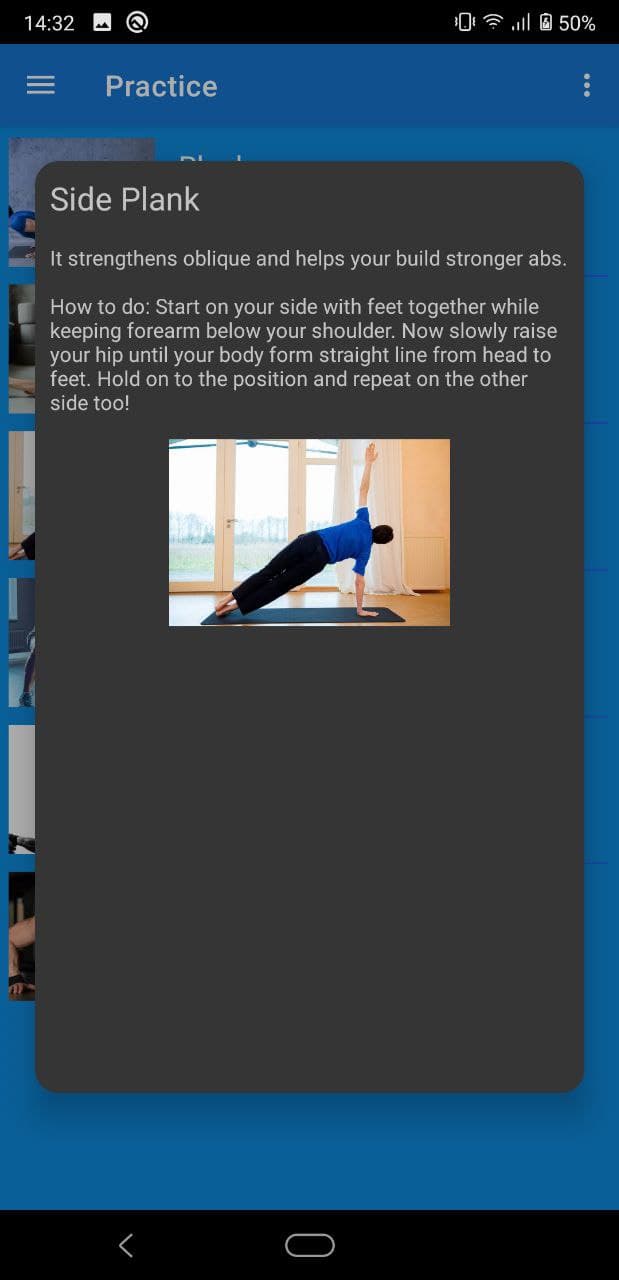 14:32
50%
Practice
Side Plank
It strengthens oblique and helps your build stronger abs.
How to do: Start on your side with feet together while
keeping forearm below your shoulder. Now slowly raise
your hip until your body form straight line from head to
feet. Hold on to the position and repeat on the other
side too!